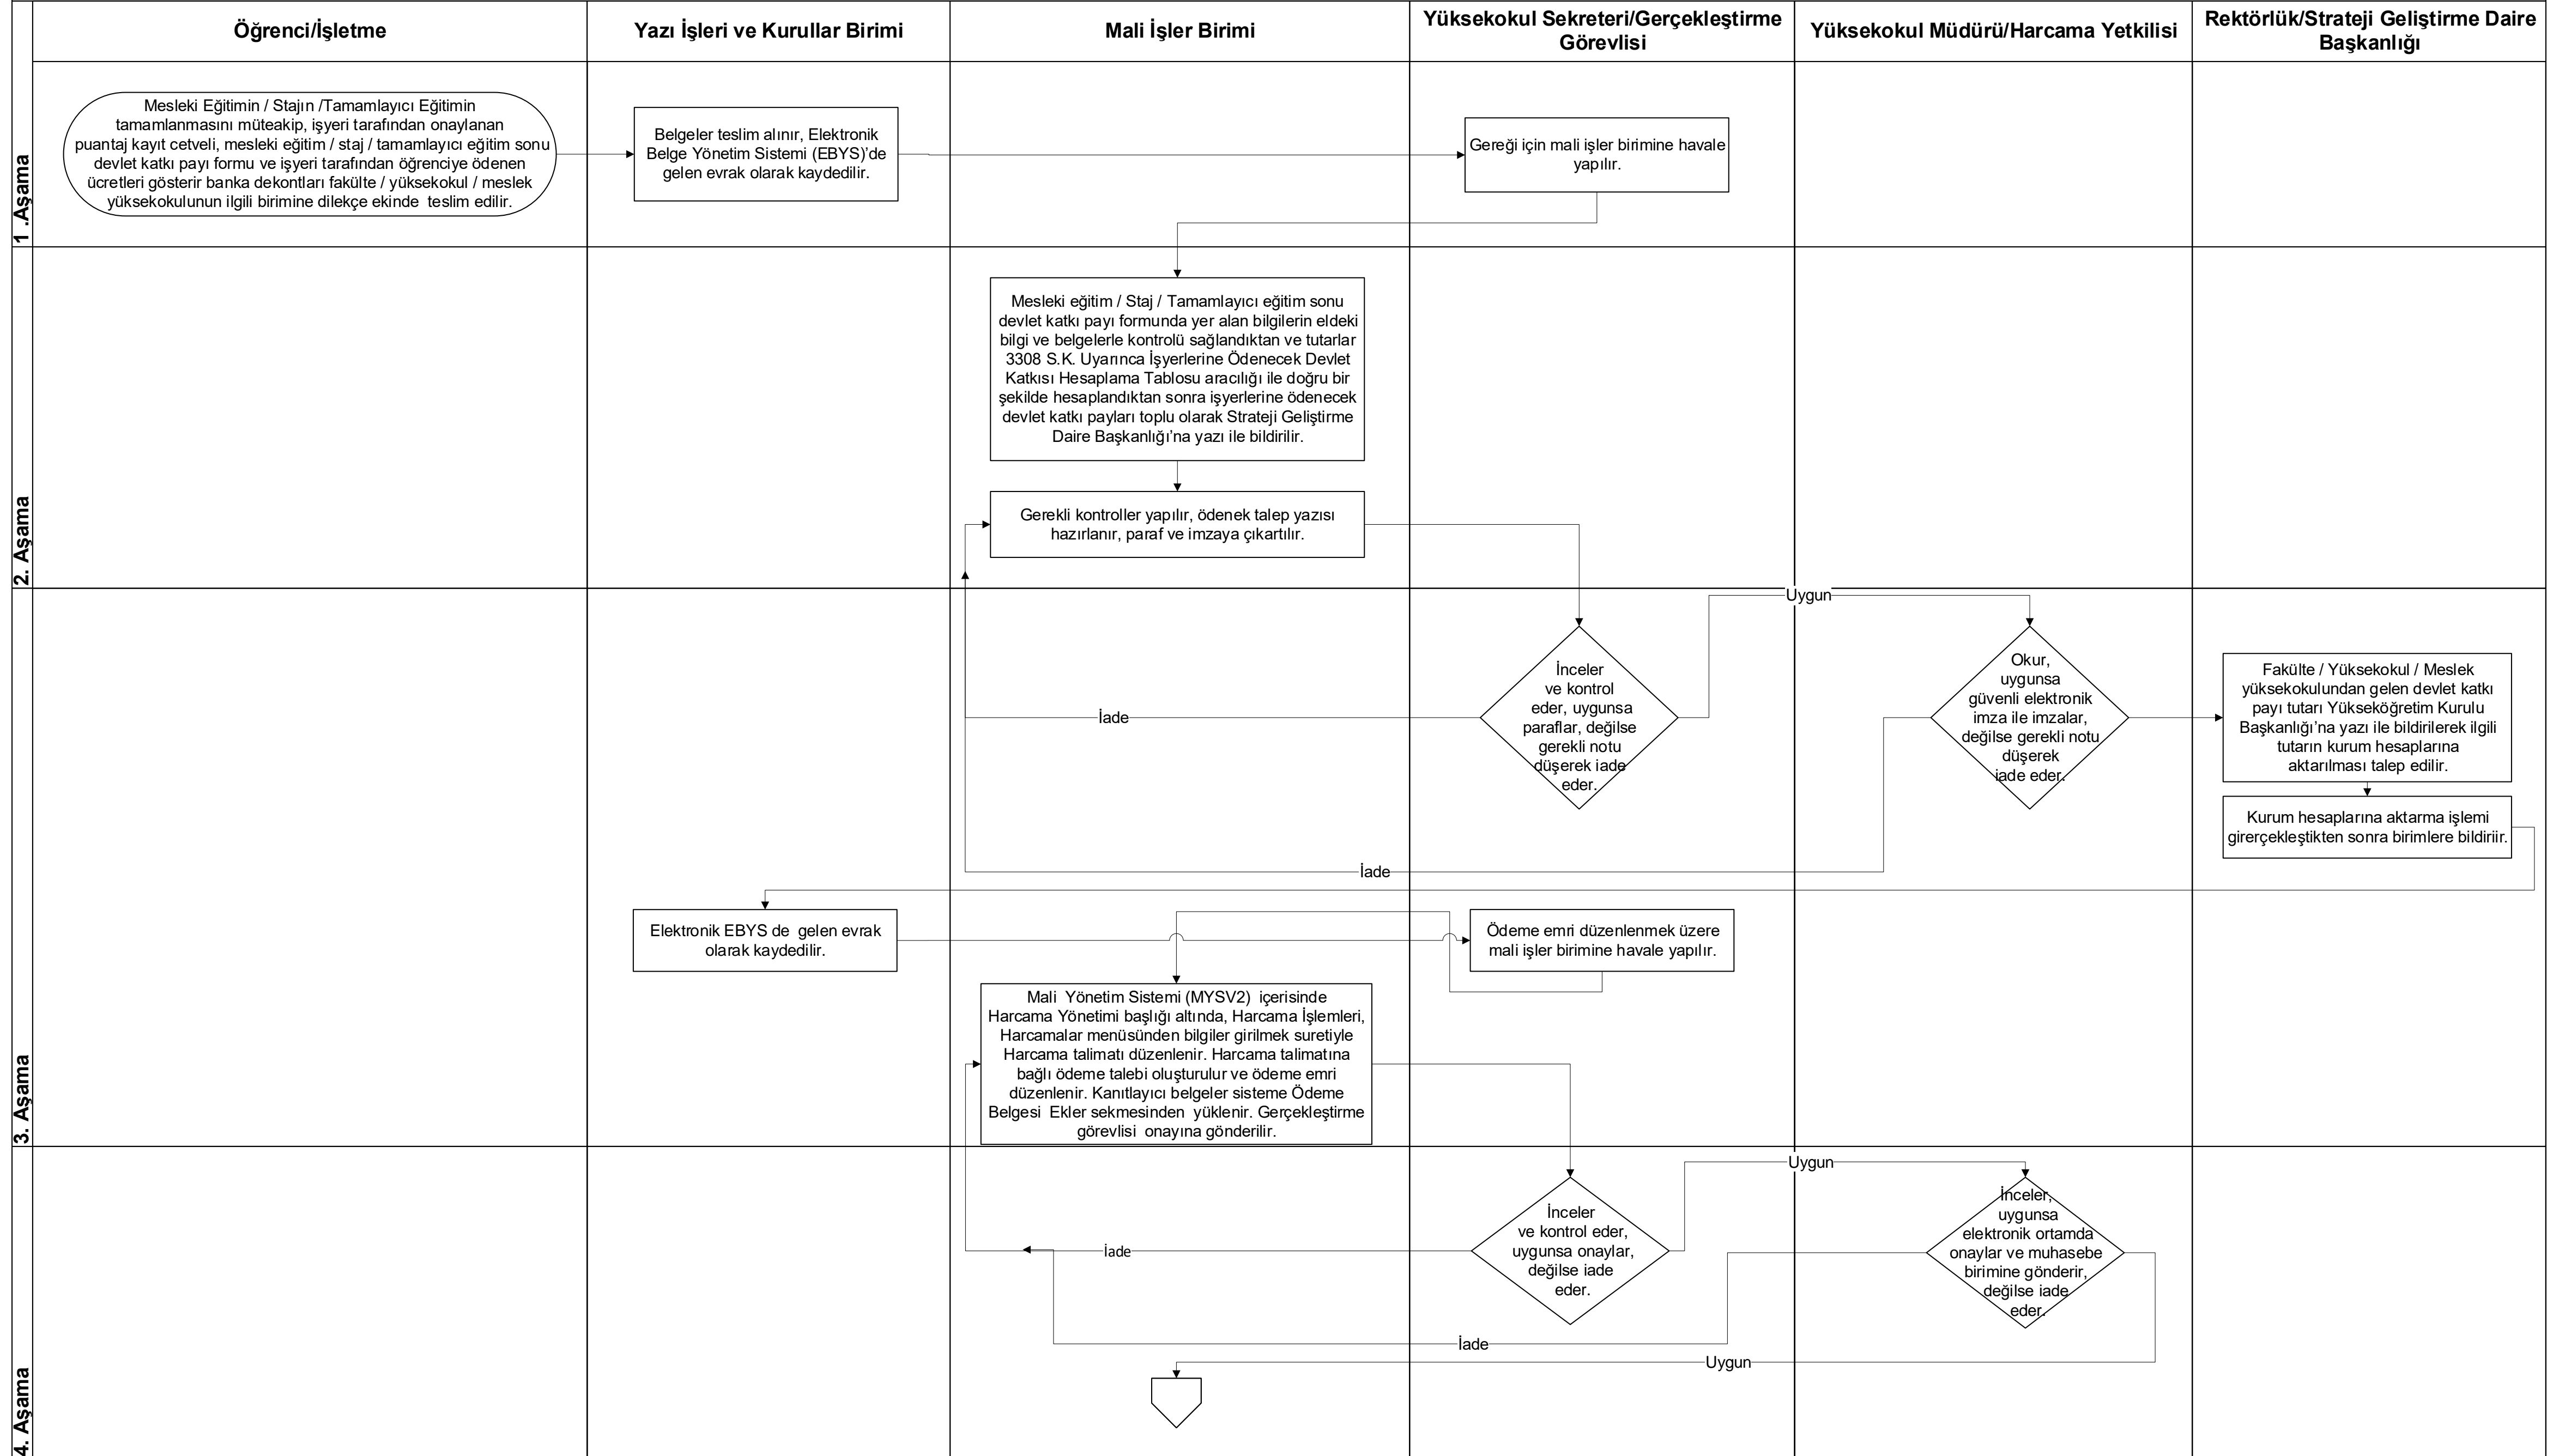 Öğrenci/İşletme
Yazı İşleri ve Kurullar Birimi
Mali İşler Birimi
Yüksekokul Sekreteri/Gerçekleştirme
Görevlisi
Yüksekokul Müdürü/Harcama Yetkilisi
Rektörlük/Strateji Geliştirme Daire
Başkanlığı
1 .Aşama
Mesleki Eğitimin / Stajın /Tamamlayıcı Eğitimin
tamamlanmasını müteakip, işyeri tarafından onaylanan
puantaj kayıt cetveli, mesleki eğitim / staj / tamamlayıcı eğitim sonu
devlet katkı payı formu ve işyeri tarafından öğrenciye ödenen
ücretleri gösterir banka dekontları fakülte / yüksekokul / meslek
yüksekokulunun ilgili birimine dilekçe ekinde teslim edilir.
Belgeler teslim alınır, Elektronik
Belge Yönetim Sistemi (EBYS)'de
gelen evrak olarak kaydedilir.
Gereği için mali işler birimine havale
yapılır.
2. Aşama
Mesleki eğitim / Staj / Tamamlayıcı eğitim sonu
devlet katkı payı formunda yer alan bilgilerin eldeki
bilgi ve belgelerle kontrolü sağlandıktan ve tutarlar
3308 S.K. Uyarınca İşyerlerine Ödenecek Devlet
Katkısı Hesaplama Tablosu aracılığı ile doğru bir
şekilde hesaplandıktan sonra işyerlerine ödenecek
devlet katkı payları toplu olarak Strateji Geliştirme
Daire Başkanlığı'na yazı ile bildirilir.
Gerekli kontroller yapılır, ödenek talep yazısı
hazırlanır, paraf ve imzaya çıkartılır.
3. Aşama
Uygun
İade
İnceler
ve kontrol
eder, uygunsa
paraflar, değilse
gerekli notu
düşerek iade
eder.
Okur,
uygunsa
güvenli elektronik
imza ile imzalar,
değilse gerekli notu
düşerek
iade eder.
Fakülte / Yüksekokul / Meslek
yüksekokulundan gelen devlet katkı
payı tutarı Yükseköğretim Kurulu
Başkanlığı'na yazı ile bildirilerek ilgili
tutarın kurum hesaplarına
aktarılması talep edilir.
Kurum hesaplarına aktarma işlemi
girerçekleştikten sonra birimlere bildiriir.
İade
Elektronik EBYS de gelen evrak
olarak kaydedilir.
Ödeme emri düzenlenmek üzere
mali işler birimine havale yapılır.
Mali Yönetim Sistemi (MYSV2) içerisinde
Harcama Yönetimi başlığı altında, Harcama İşlemleri,
Harcamalar menüsünden bilgiler girilmek suretiyle
Harcama talimatı düzenlenir. Harcama talimatına
bağlı ödeme talebi oluşturulur ve ödeme emri
düzenlenir. Kanıtlayıcı belgeler sisteme Ödeme
Belgesi Ekler sekmesinden yüklenir. Gerçekleştirme
görevlisi onayına gönderilir.
4. Aşama
Uygun
İade
İnceler
ve kontrol eder,
uygunsa onaylar,
değilse iade
eder.
İnceler,
uygunsa
elektronik ortamda
onaylar ve muhasebe
birimine gönderir,
değilse iade
eder.
İade
Uygun